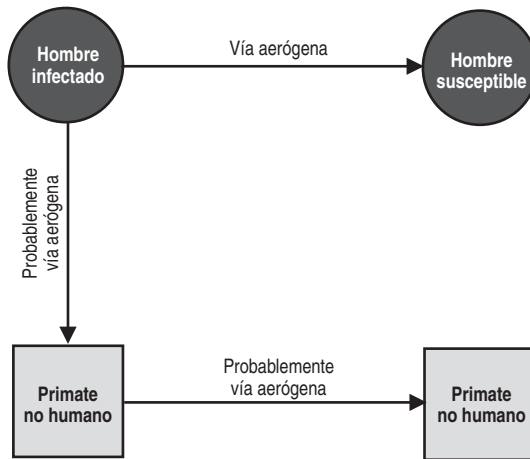 Hombre
infectado
Vía aerógena
Hombre
susceptible
Probablemente
vía aerógena
Primate
no humano
Probablemente
vía aerógena
Primate
no humano